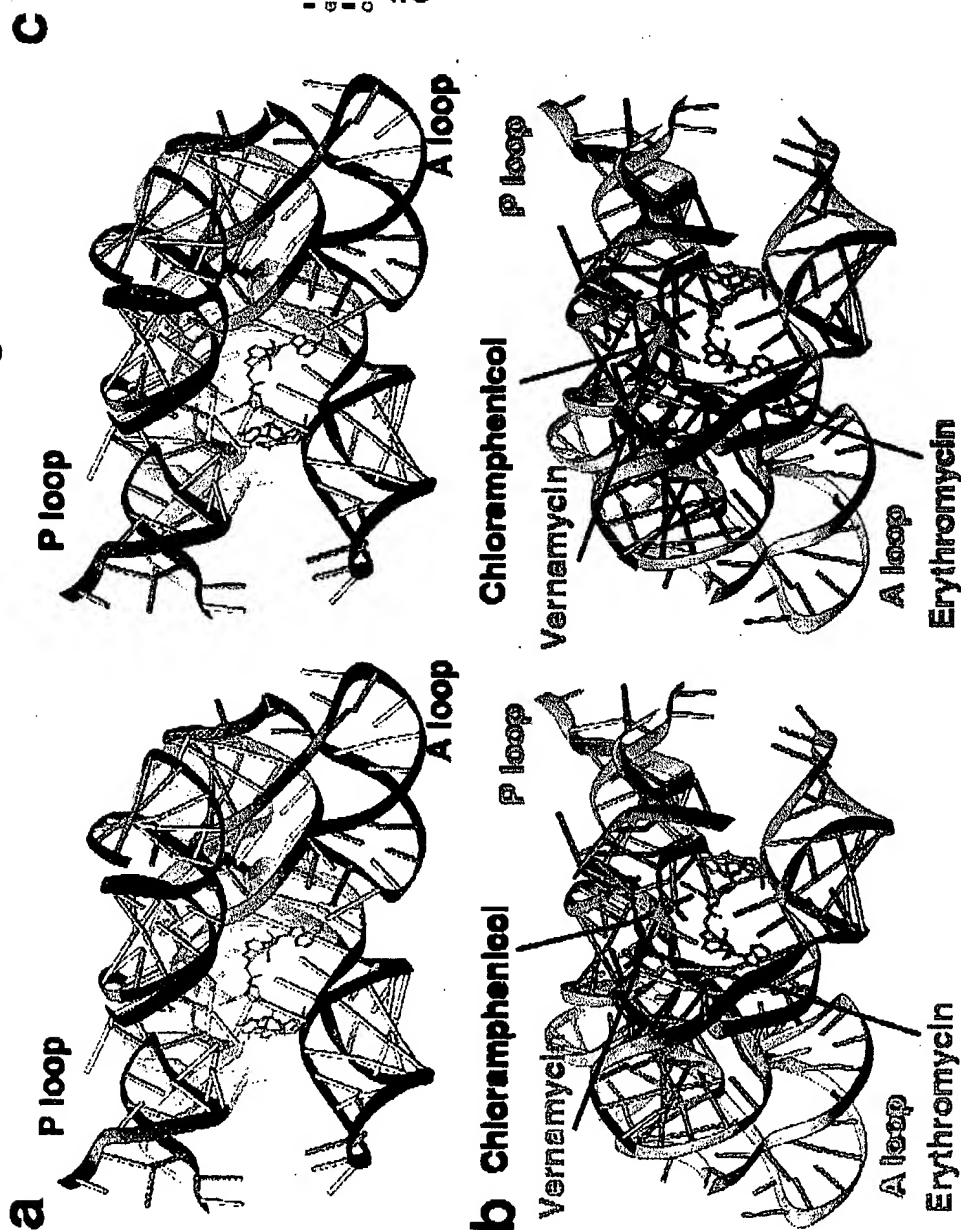 a
P loop
A loop
P loop
A loop
b
Chloramphenicol
Vernamycin
P loop
A loop
Erythromycin
Chloramphenicol
Vernamycin
P loop
A loop
Erythromycin
c